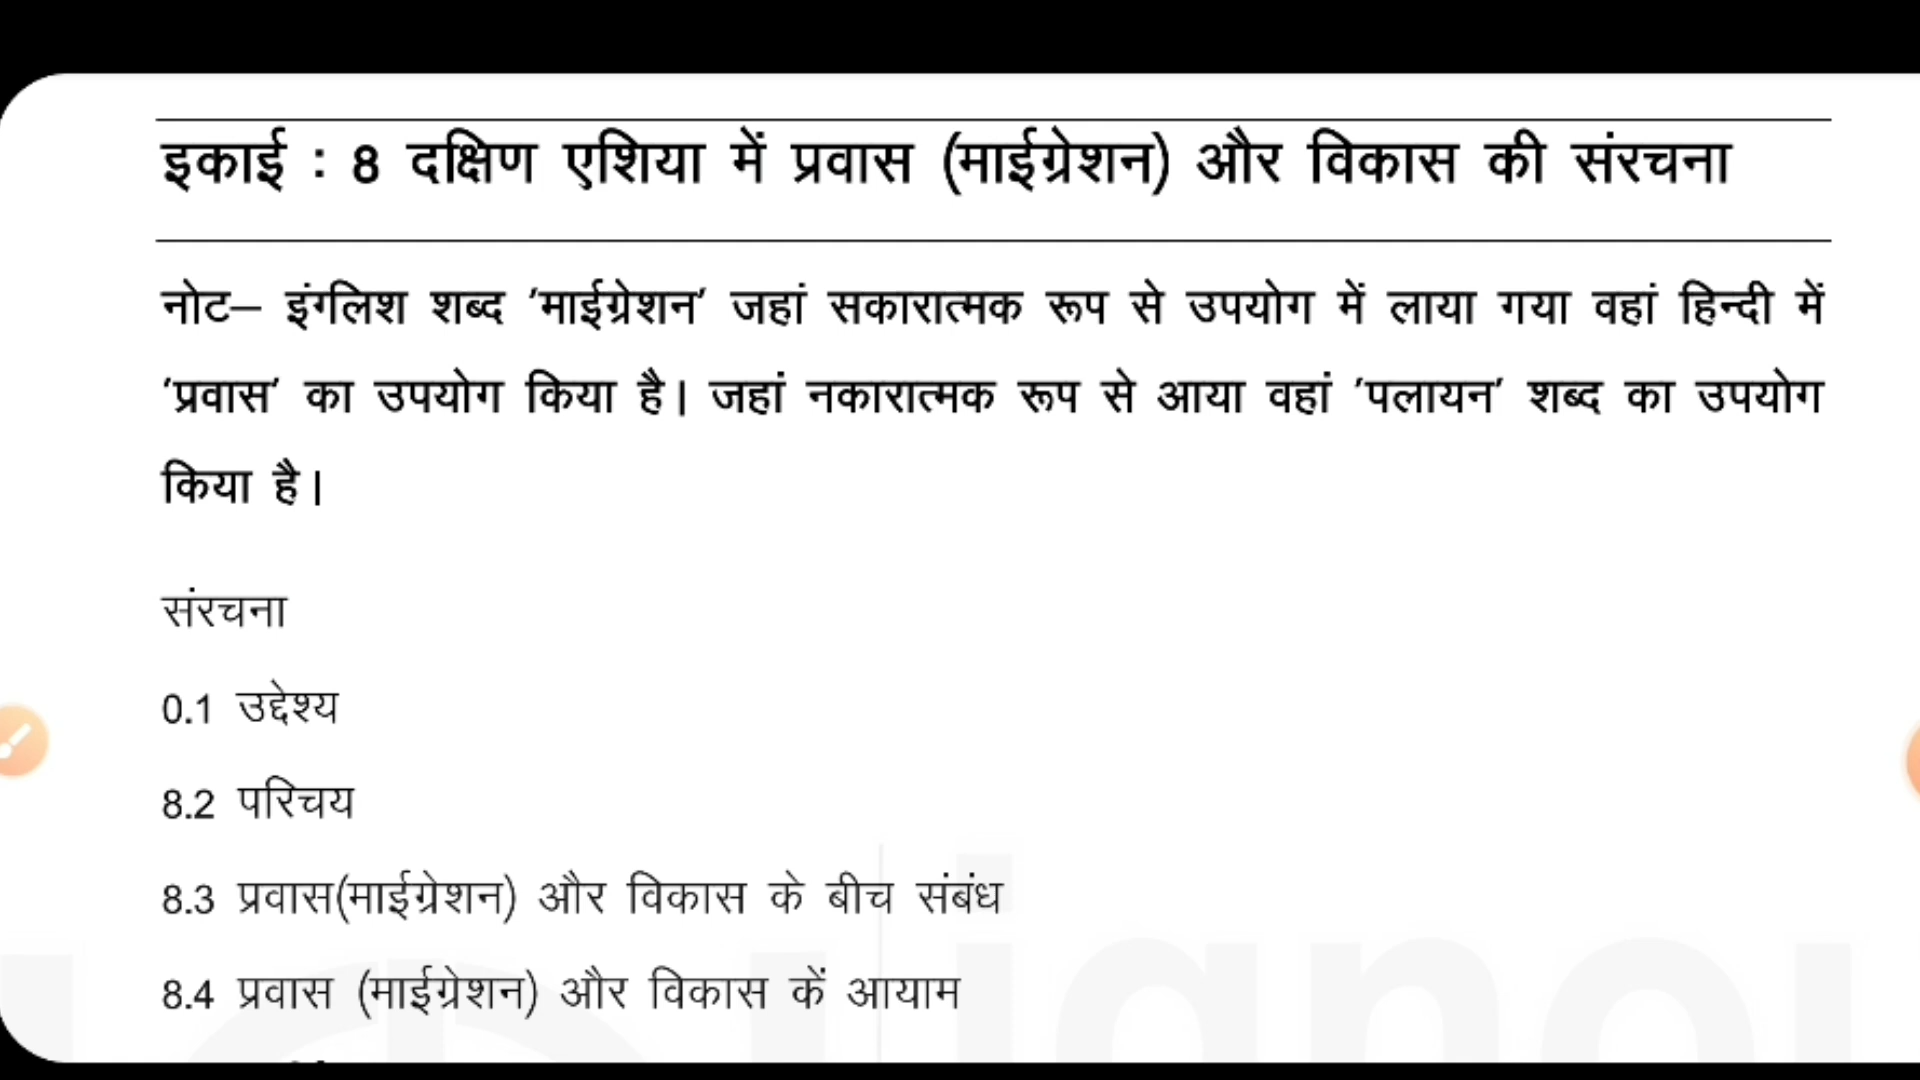 इकाई : 8 दक्षिण एशिया में प्रवास (माईग्रेशन) और विकास की संरचना
नोट– इंग्लिश शब्द ’माईग्रेशन’ जहां सकारात्मक रूप से उपयोग में लाया गया वहां हिन्दी में
’प्रवास’ का उपयोग किया है। जहां नकारात्मक रूप से आया वहां ’पलायन’ शब्द का उपयोग
किया है।
संरचना
0.1 उद्देश्य
8.2 परिचय
8.3 प्रवास(माईग्रेशन) और विकास के बीच संबंध
8.4 प्रवास (माईग्रेशन) और विकास कें आयाम
ignou